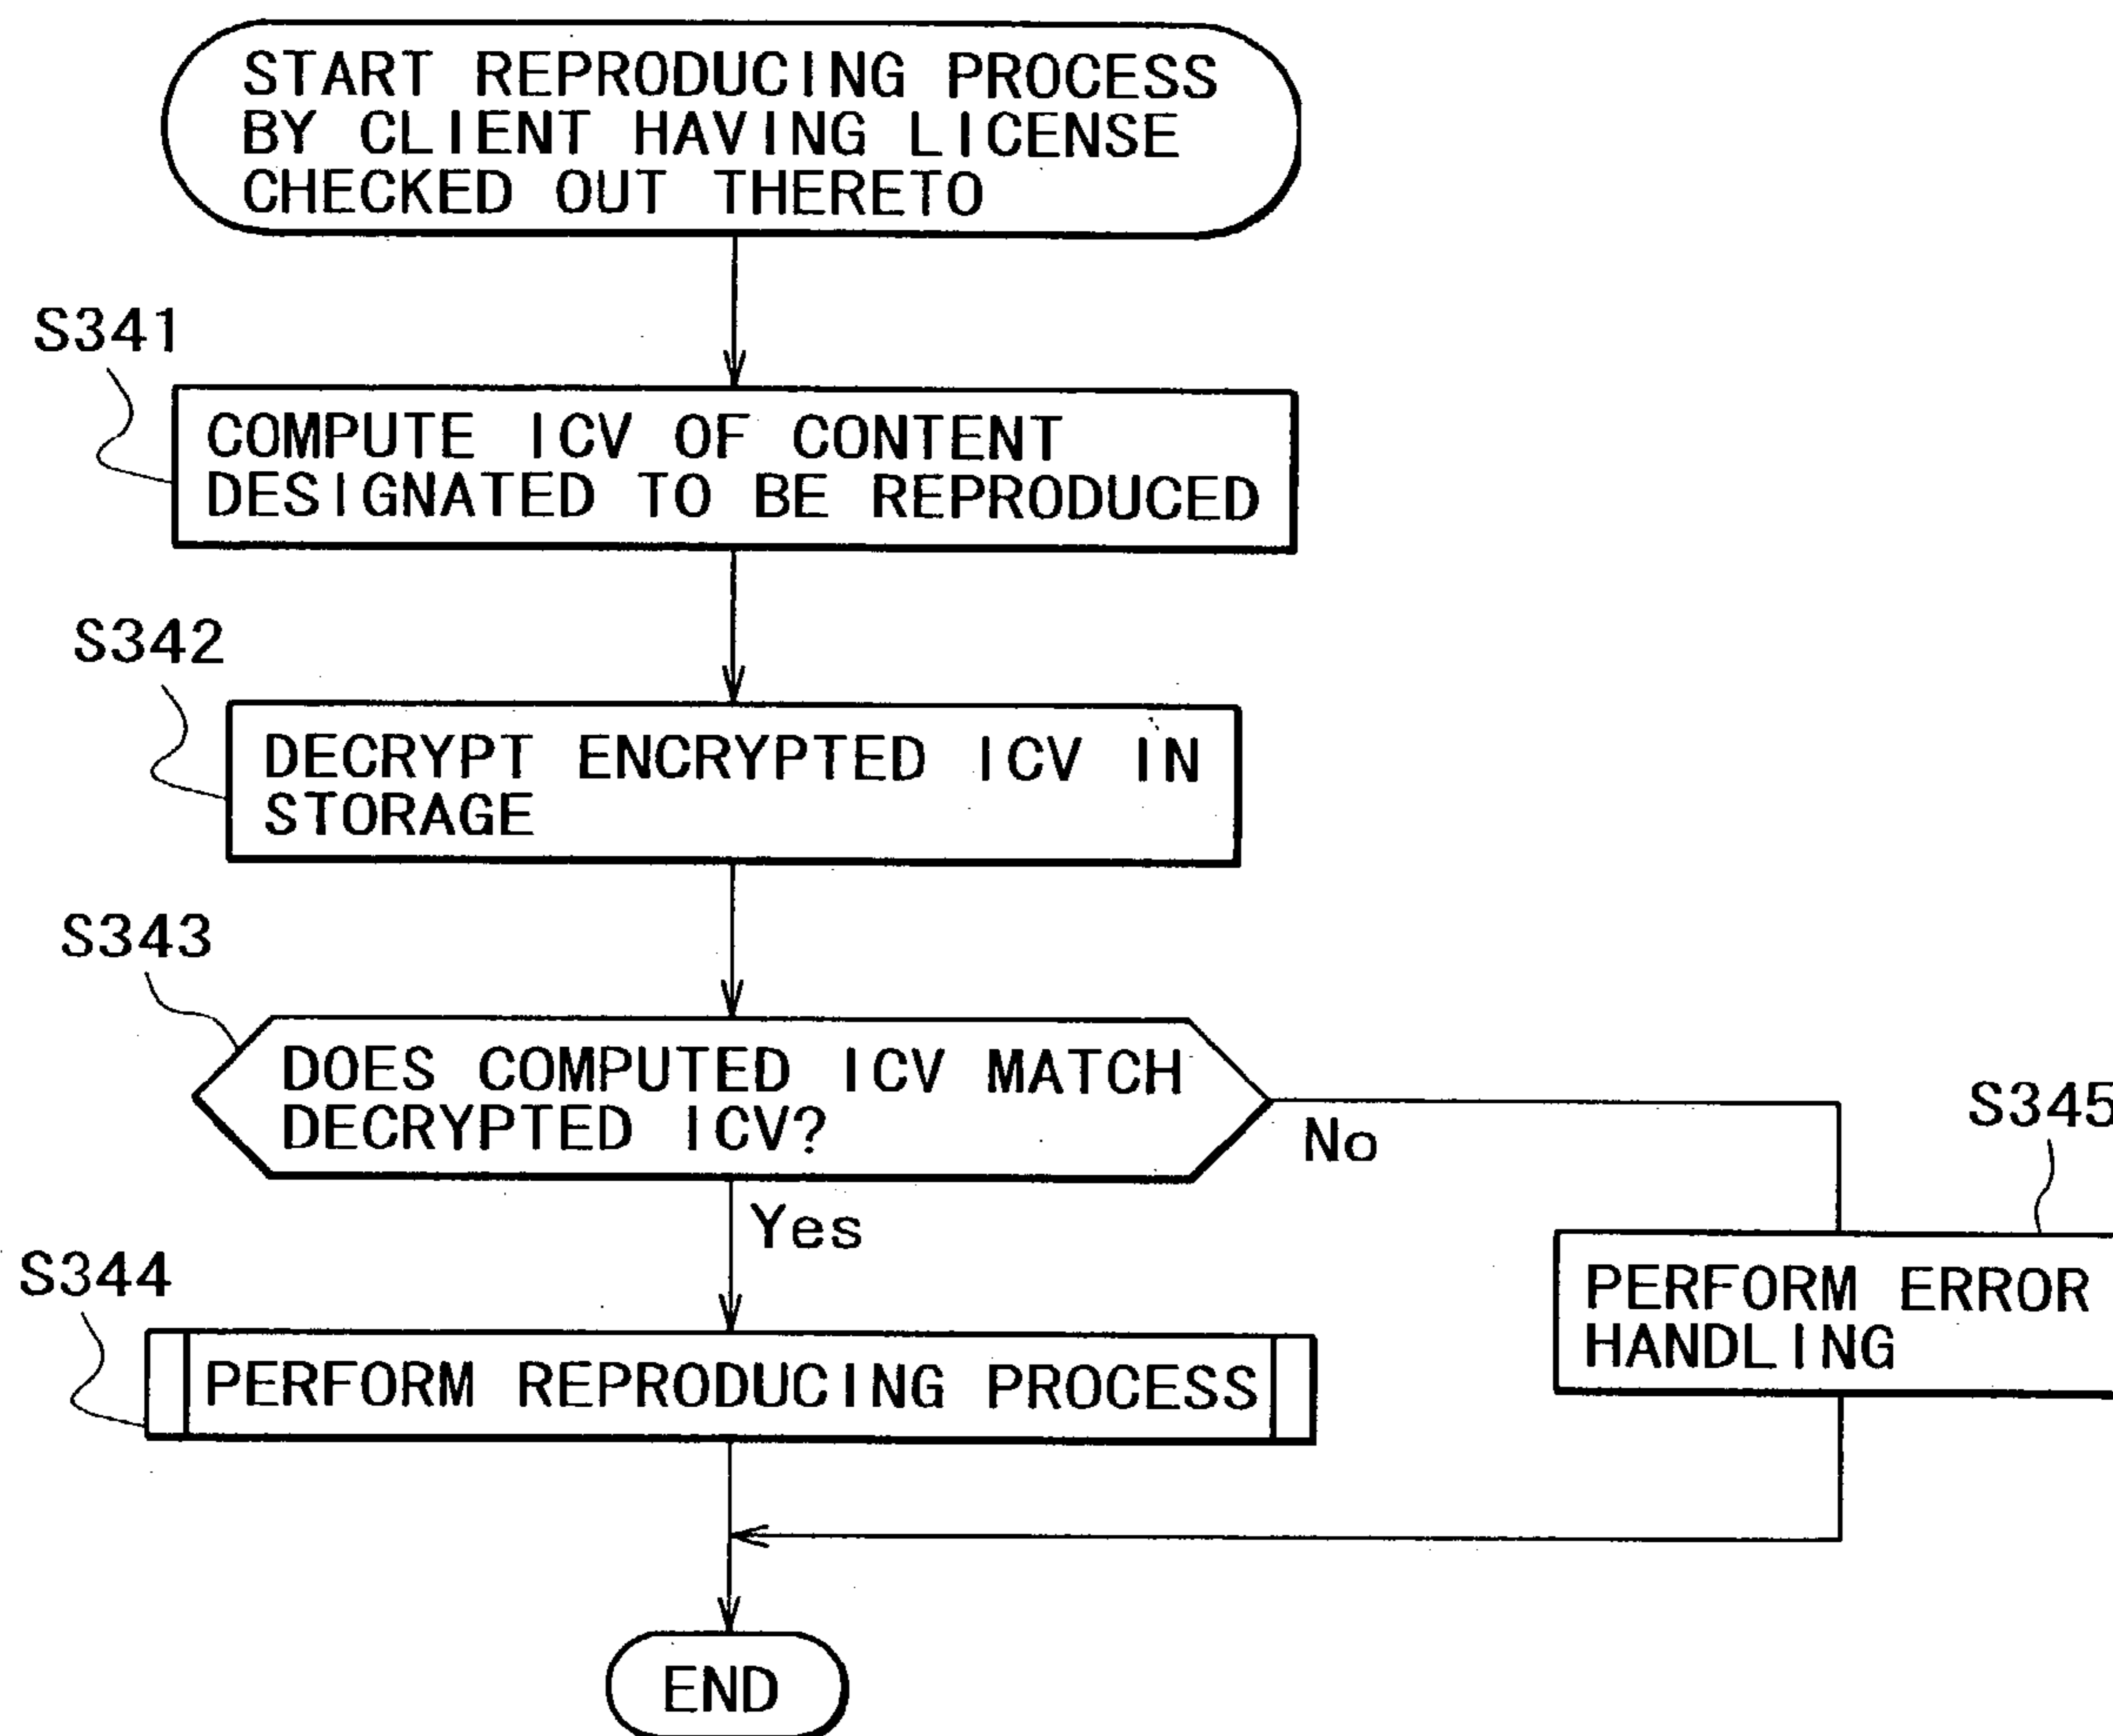 START REPRODUCING PROCESS
BY CLIENT HAVING LICENSE
CHECKED OUT THERETO
S341
COMPUTE ICV OF CONTENT
DESIGNATED TO BE REPRODUCED
S342
DECRYPT ENCRYPTED ICV IN
STORAGE
S343
DOES COMPUTED ICV MATCH
DECRYPTED ICV?
No
Yes
S345
PERFORM ERROR
HANDLING
S344
PERFORM REPRODUCING PROCESS
END